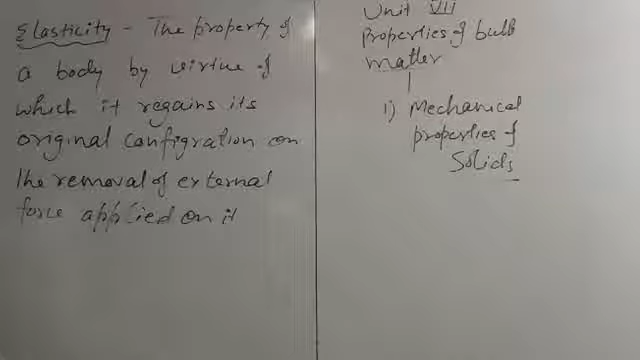 Elasticity - The property of
a body by virtue of
which it regains its
original configration on
the removal of external
force applied on it
Unit VII
Properties of bulb
matter
1) Mechanical
properties of
Solids